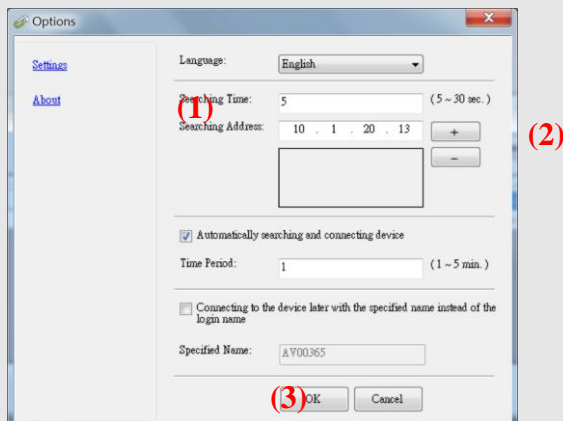 Options
Settings
About
Language: English
(1)
Searching Time: 5 (5 ~ 30 sec.)
Searching Address: 10 . 1 . 20 . 13 +
(2)
-
Automatically searching and connecting device
Time Period: 1 (1 ~ 5 min.)
Connecting to the device later with the specified name instead of the
login name
Specified Name: AV00365
(3)
OK Cancel